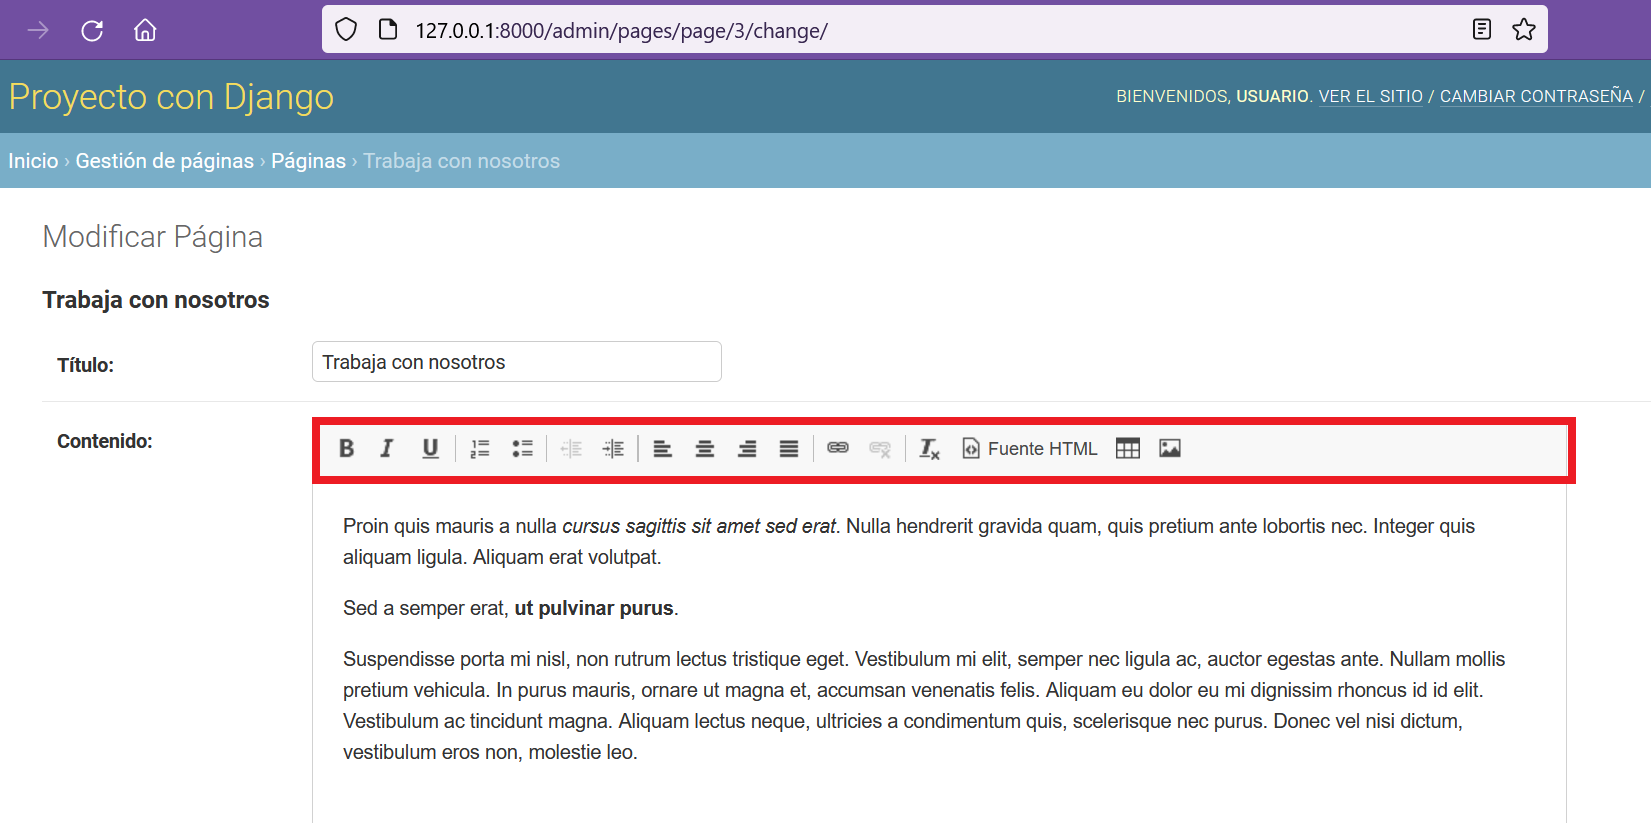 127.0.0.1:8000/admin/pages/page/3/change/
Proyecto con Django
BIENVENIDOS, USUARIO. VER EL SITIO / CAMBIAR CONTRASEÑA /
Inicio › Gestión de páginas › Páginas › Trabaja con nosotros
Modificar Página
Trabaja con nosotros
Título:
Trabaja con nosotros
Contenido:
B I U Fuente HTML
Proin quis mauris a nulla cursus sagittis sit amet sed erat. Nulla hendrerit gravida quam, quis pretium ante lobortis nec. Integer quis
aliquam ligula. Aliquam erat volutpat.
Sed a semper erat, ut pulvinar purus.
Suspendisse porta mi nisl, non rutrum lectus tristique eget. Vestibulum mi elit, semper nec ligula ac, auctor egestas ante. Nullam mollis
pretium vehicula. In purus mauris, ornare ut magna et, accumsan venenatis felis. Aliquam eu dolor eu mi dignissim rhoncus id id elit.
Vestibulum ac tincidunt magna. Aliquam lectus neque, ultricies a condimentum quis, scelerisque nec purus. Donec vel nisi dictum,
vestibulum eros non, molestie leo.